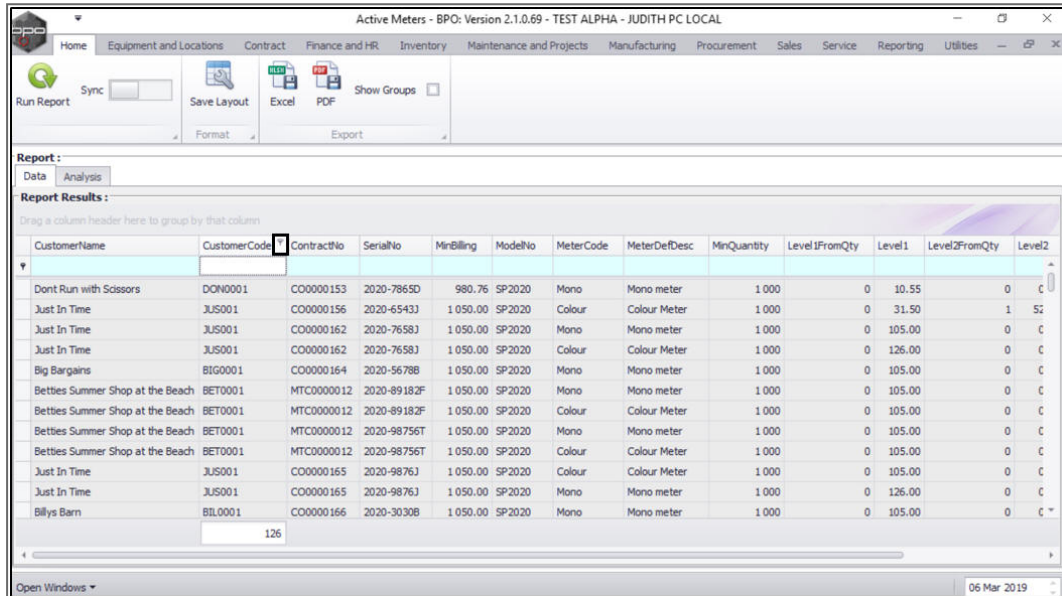 Active Meters - BPO: Version 2.1.0.69 - TEST ALPHA - JUDITH PC LOCAL
bpo
Home Equipment and Locations Contract Finance and HR Inventory Maintenance and Projects Manufacturing Procurement Sales Service Reporting Utilities
Run Report Sync Save Layout Excel PDF Show Groups
Format Export
Report :
Data Analysis
Report Results :
Drag a column header here to group by that column
CustomerName CustomerCode ContractNo SerialNo MinBilling ModelNo MeterCode MeterDefDesc MinQuantity Level1FromQty Level1 Level2FromQty Level2
Dont Run with Scissors DON0001 CO0000153 2020-7865D 980.76 SP2020 Mono Mono meter 1 000 0 10.55 0
Just In Time JUS001 CO0000156 2020-6543J 1 050.00 SP2020 Colour Colour Meter 1 000 0 31.50 1 52
Just In Time JUS001 CO0000162 2020-7658J 1 050.00 SP2020 Mono Mono meter 1 000 0 105.00 0
Just In Time JUS001 CO0000162 2020-7658J 1 050.00 SP2020 Colour Colour Meter 1 000 0 126.00 0
Big Bargains BIG0001 CO0000164 2020-5678B 1 050.00 SP2020 Mono Mono meter 1 000 0 105.00 0
Betties Summer Shop at the Beach BET0001 MTC0000012 2020-89182F 1 050.00 SP2020 Mono Mono meter 1 000 0 105.00 0
Betties Summer Shop at the Beach BET0001 MTC0000012 2020-89182F 1 050.00 SP2020 Colour Colour Meter 1 000 0 105.00 0
Betties Summer Shop at the Beach BET0001 MTC0000012 2020-98756T 1 050.00 SP2020 Mono Mono meter 1 000 0 105.00 0
Betties Summer Shop at the Beach BET0001 MTC0000012 2020-98756T 1 050.00 SP2020 Colour Colour Meter 1 000 0 105.00 0
Just In Time JUS001 CO0000165 2020-9876J 1 050.00 SP2020 Colour Colour Meter 1 000 0 105.00 0
Just In Time JUS001 CO0000165 2020-9876J 1 050.00 SP2020 Mono Mono meter 1 000 0 126.00 0
Billys Barn BIL0001 CO0000166 2020-3030B 1 050.00 SP2020 Mono Mono meter 1 000 0 105.00 0
126
Open Windows 06 Mar 2019